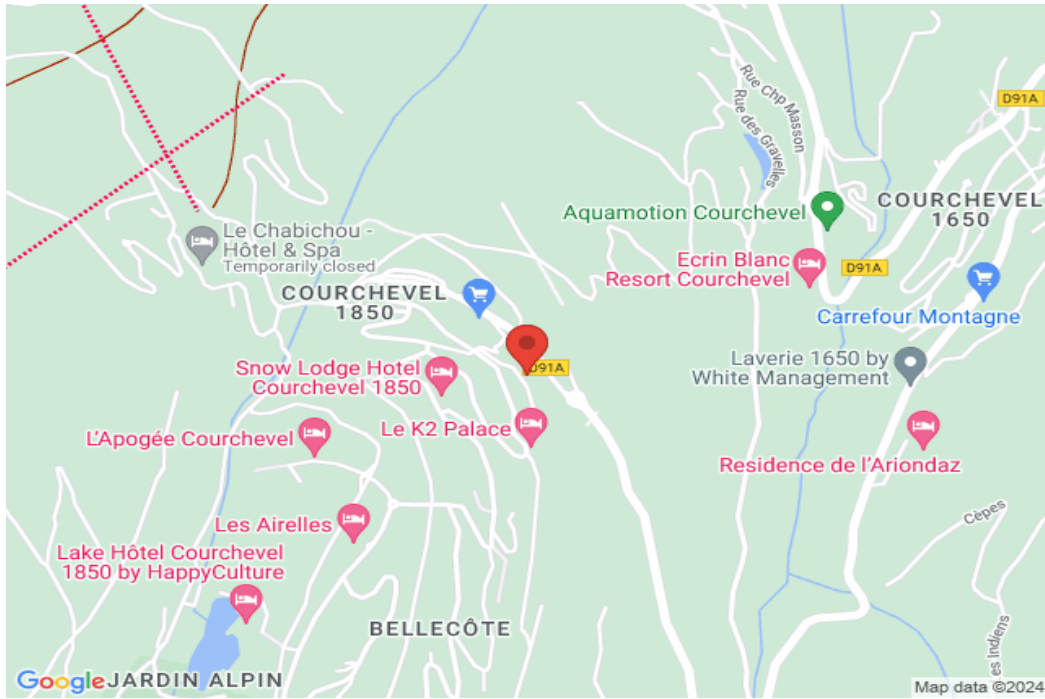 Rue Chp Masson
Rue des Gravelles
D91A
COURCHEVEL
1650
Aquamotion Courchevel
Le Chabichou -
Hôtel & Spa
Temporarily closed
Ecrin Blanc
Resort Courchevel
D91A
COURCHEVEL
1850
Carrefour Montagne
D91A
Laverie 1650 by
White Management
Snow Lodge Hotel
Courchevel 1850
Le K2 Palace
L'Apogée Courchevel
Residence de l'Ariondaz
Les Airelles
Cèpes
Lake Hôtel Courchevel
1850 by HappyCulture
BELLECÔTE
es Indiens
Google
JARDIN ALPIN
Map data ©2024